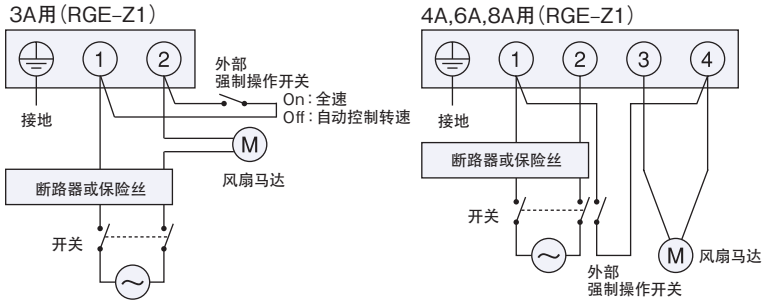 3A用（RGE–Z1）
1
2
外部
强制操作开关
On：全速
Off：自动控制转速
接地
M
风扇马达
断路器或保险丝
开关
4A,6A,8A用（RGE–Z1）
1
2
3
4
接地
断路器或保险丝
开关
外部
强制操作开关
M
风扇马达